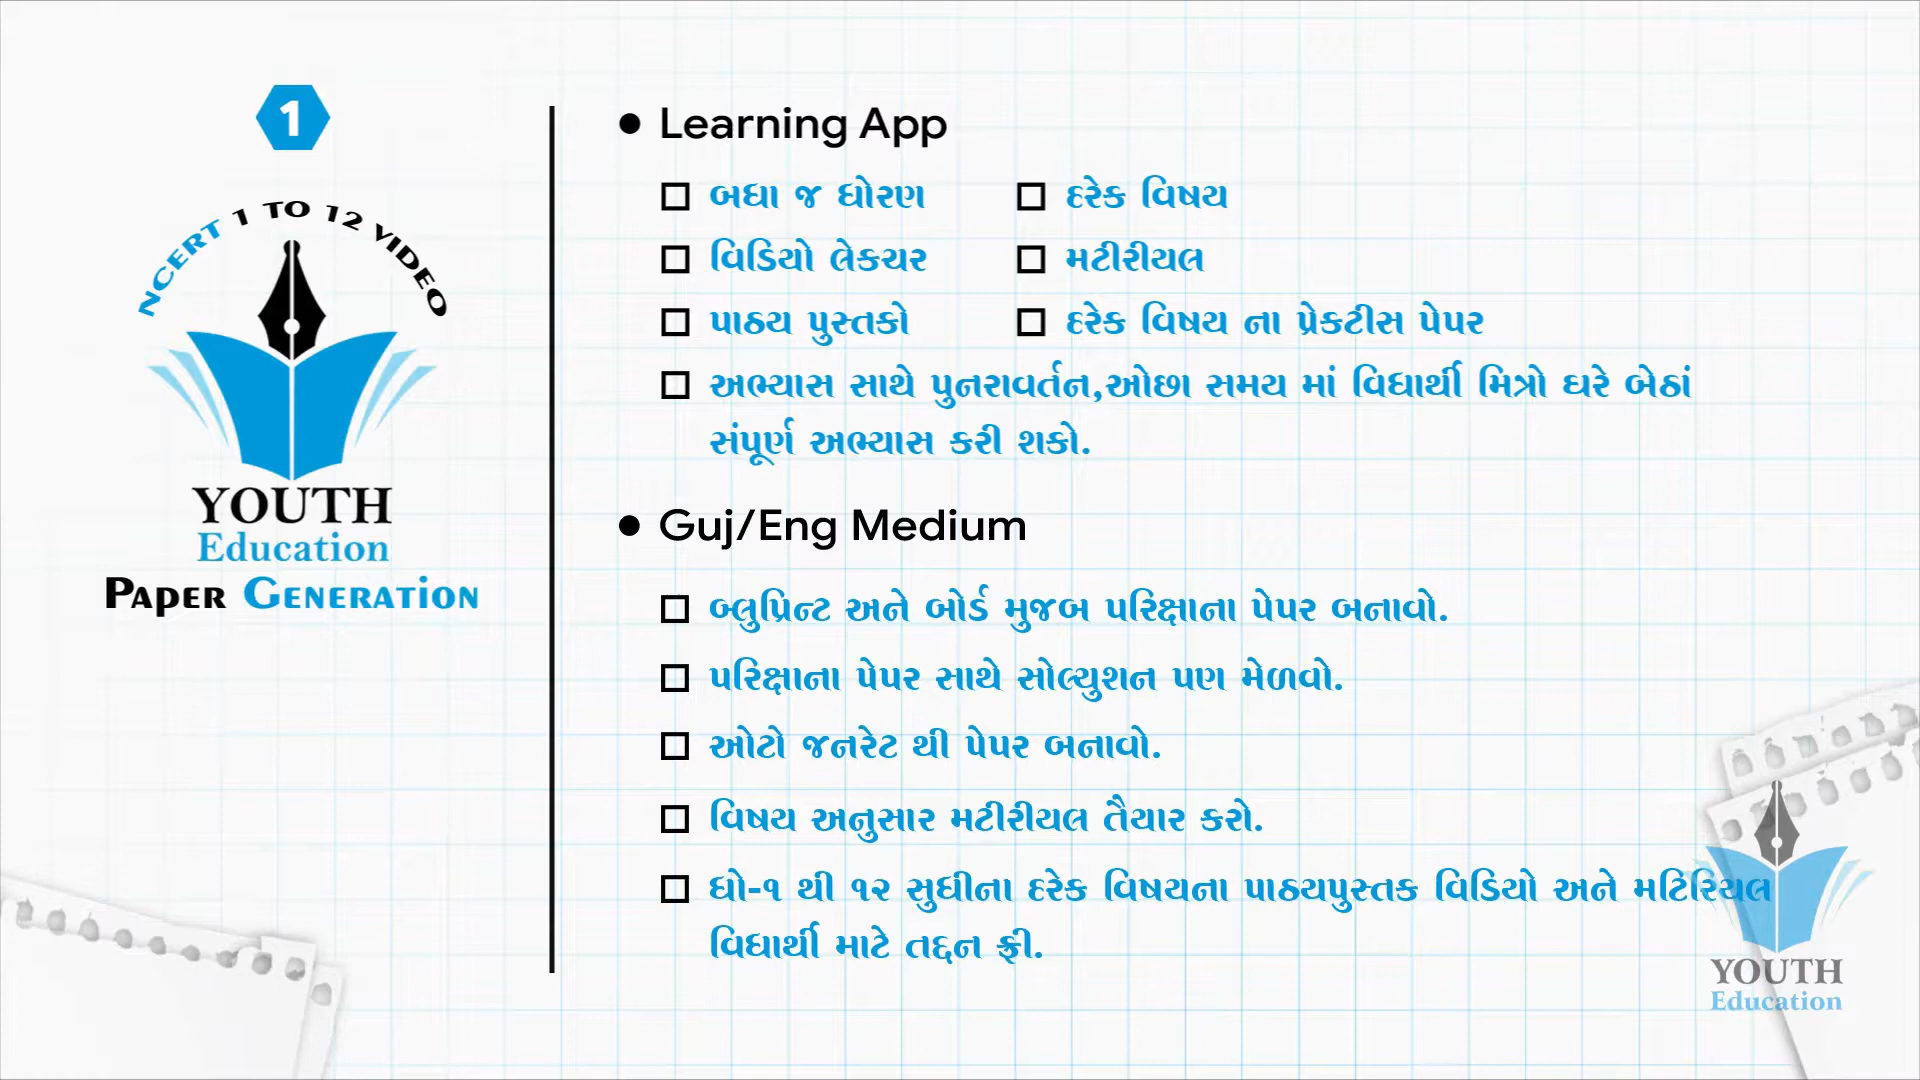 1
NCERT 1 TO 12 VIDEO
YOUTH
Education
PAPER GENERATION
Learning App
બધા જ ધોરણ
દરેક વિષય
વિડિયો લેકચર
મટીરીયલ
પાઠય પુસ્તકો
દરેક વિષય ના પ્રેકટીસ પેપર
અભ્યાસ સાથે પુનરાવર્તન,ઓછા સમય માં વિધાર્થી મિત્રો ઘરે બેઠાં
સંપૂર્ણ અભ્યાસ કરી શકો.
Guj/Eng Medium
બ્લુપ્રિન્ટ અને બોર્ડ મુજબ પરિક્ષાના પેપર બનાવો.
પરિક્ષાના પેપર સાથે સોલ્યુશન પણ મેળવો.
ઓટો જનરેટ થી પેપર બનાવો.
વિષય અનુસાર મટીરીયલ તૈયાર કરો.
ધો-૧ થી ૧૨ સુધીના દરેક વિષયના પાઠયપુસ્તક વિડિયો અને મટિરિયલ
વિધાર્થી માટે તદ્દન ફ્રી.
YOUTH
Education